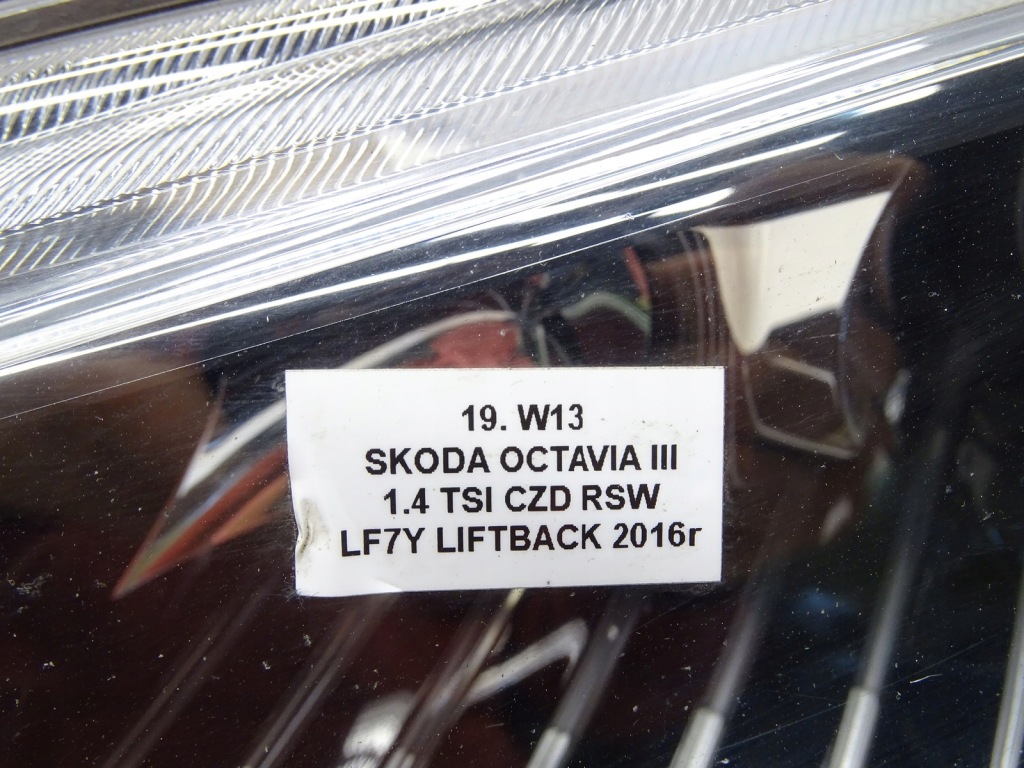 19. W13
SKODA OCTAVIA III
1.4 TSI CZD RSW
LF7Y LIFTBACK 2016r